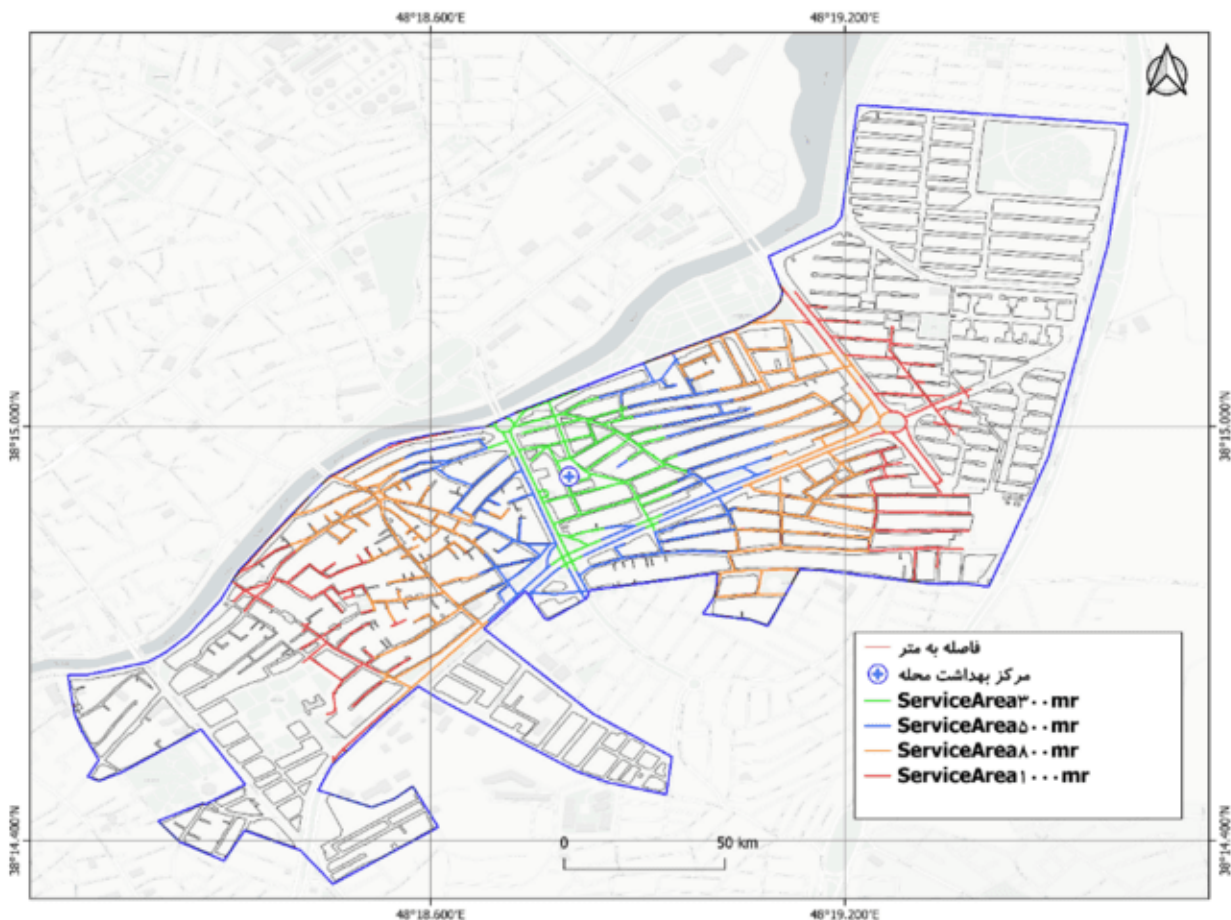 48°18.600'E
48°19.200'E
38°15.000'N
38°15.000'N
فاصله به متر
مرکز بهداشت محله
ServiceArea۳۰۰mr
ServiceArea۵۰۰mr
ServiceArea۸۰۰mr
ServiceArea۱۰۰۰mr
0 50 km
38°14.400'N
38°14.400'N
48°18.600'E
48°19.200'E